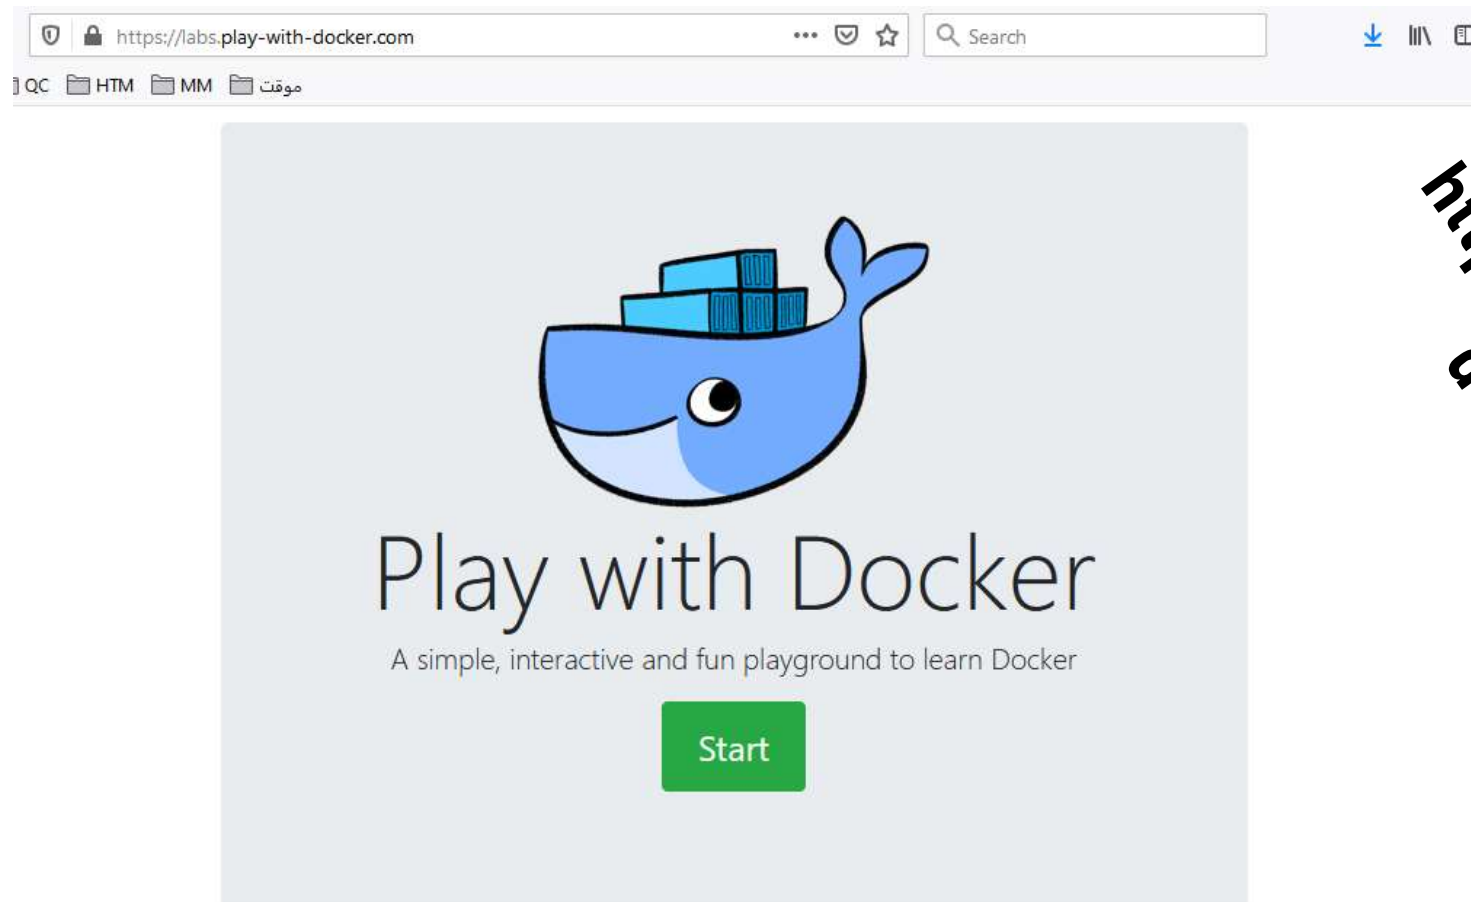 https://labs.play-with-docker.com
Search
QC HTM MM موقت
Play with Docker
A simple, interactive and fun playground to learn Docker
Start